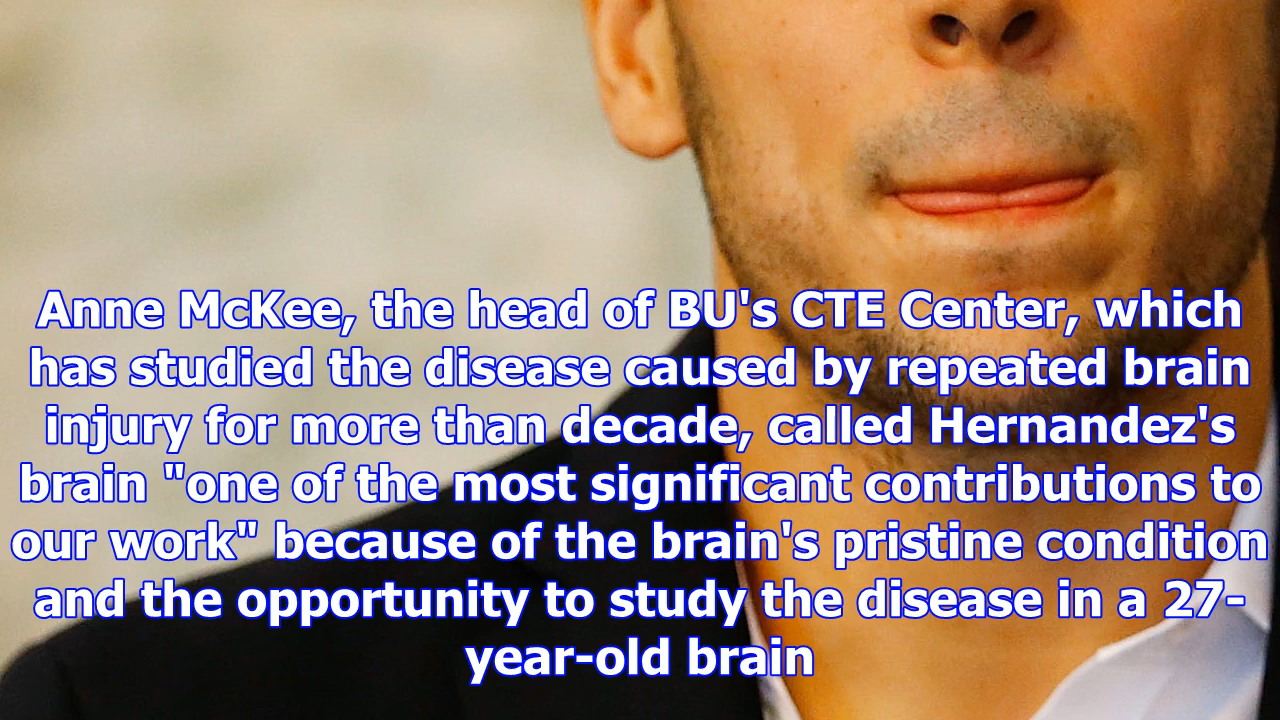 Anne McKee, the head of BU's CTE Center, which
has studied the disease caused by repeated brain
injury for more than decade, called Hernandez's
brain "one of the most significant contributions to
our work" because of the brain's pristine condition
and the opportunity to study the disease in a 27-
year-old brain